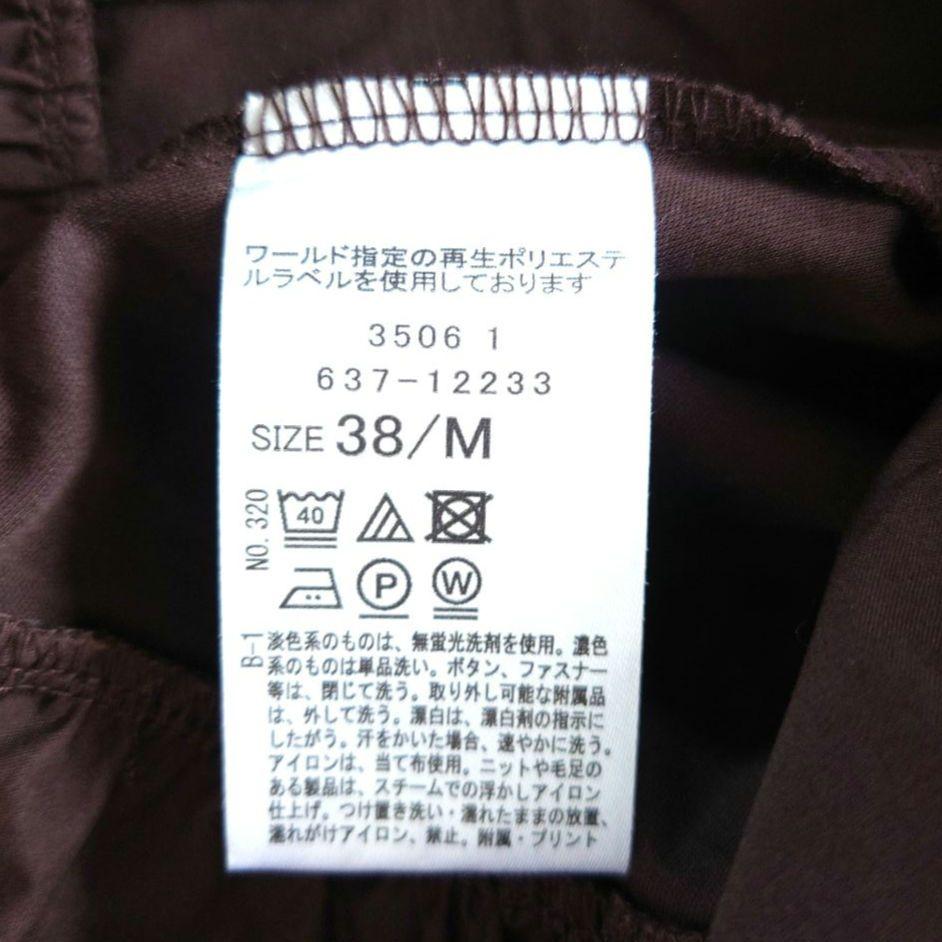 ワールド指定の再生ポリエステ
ルラベルを使用しております
3506 1
637-12233
SIZE 38/M
NO.320
40
P W
B-1
淡色系のものは、無蛍光洗剤を使用。濃色
系のものは単品洗い。ボタン、ファスナー
等は、閉じて洗う。取り外し可能な附属品
は、外して洗う。漂白は、漂白剤の指示に
したがう。汗をかいた場合、速やかに洗う。
アイロンは、当て布使用。ニットや毛足の
ある製品は、スチームでの浮かしアイロン
仕上げ。つけ置き洗い・濡れたままの放置、
濡れがけアイロン、禁止。附属・プリント